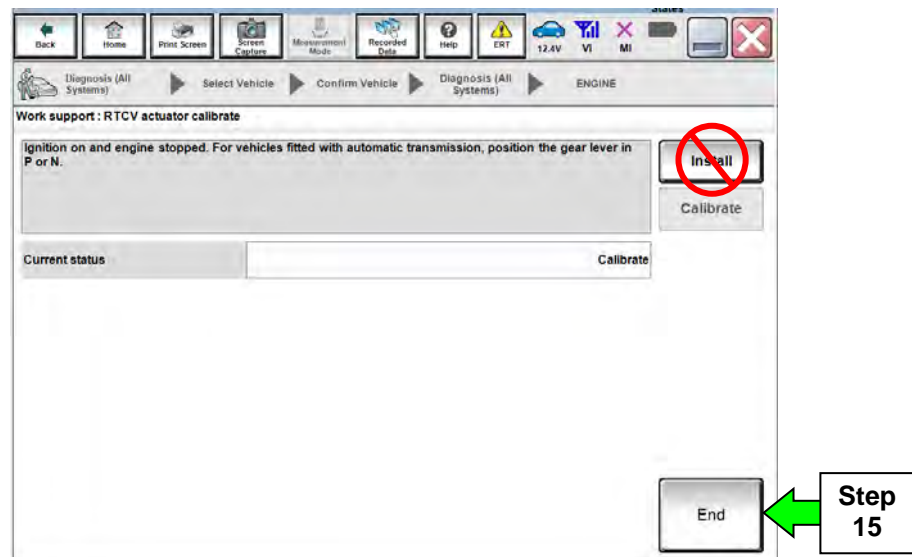 States
Back
Home
Print Screen
Screen Capture
Measurement Mode
Recorded Data
Help
ERT
12.4V
VI
MI
Diagnosis (All Systems)
Select Vehicle
Confirm Vehicle
Diagnosis (All Systems)
ENGINE
Work support : RTCV actuator calibrate
Ignition on and engine stopped. For vehicles fitted with automatic transmission, position the gear lever in
P or N.
Install
Calibrate
Current status
Calibrate
End
Step
15